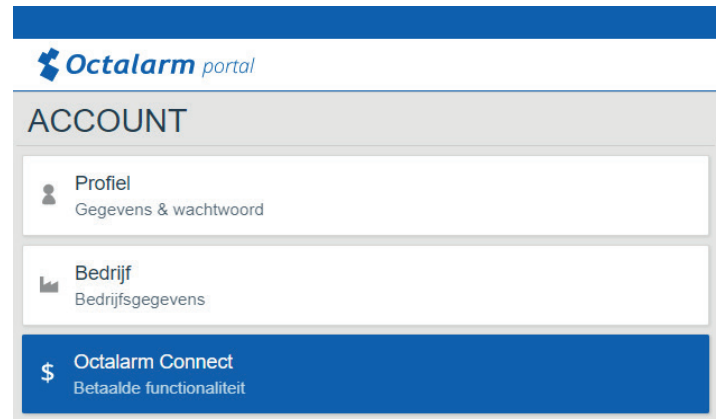 Octalarm portal
ACCOUNT
Profiel
Gegevens & wachtwoord
Bedrijf
Bedrijfsgegevens
$ Octalarm Connect
Betaalde functionaliteit